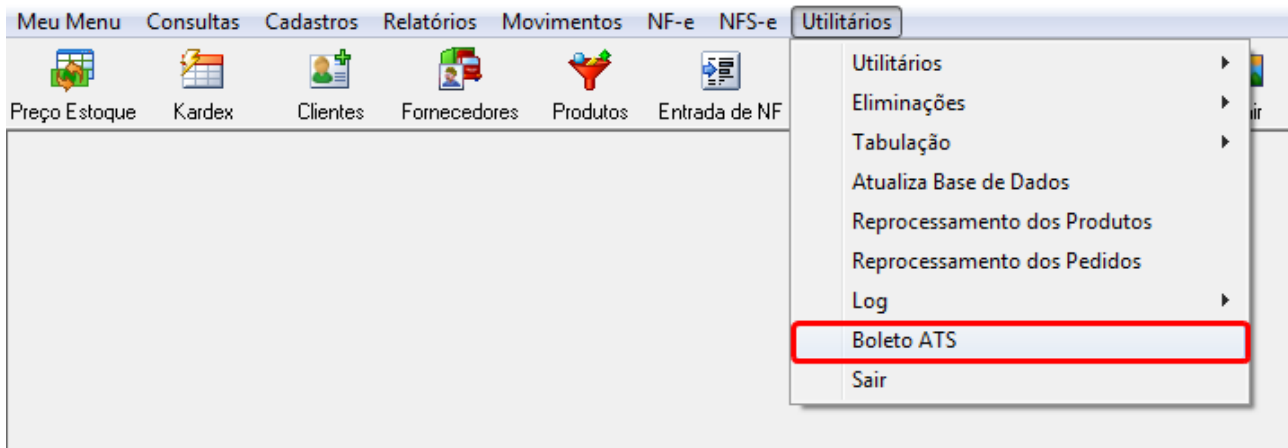 Meu Menu Consultas Cadastros Relatórios Movimentos NF-e NFS-e Utilitários
Preço Estoque Kardex Clientes Fornecedores Produtos Entrada de NF
Utilitários
Eliminações
Tabulação
Atualiza Base de Dados
Reprocessamento dos Produtos
Reprocessamento dos Pedidos
Log
Boleto ATS
Sair